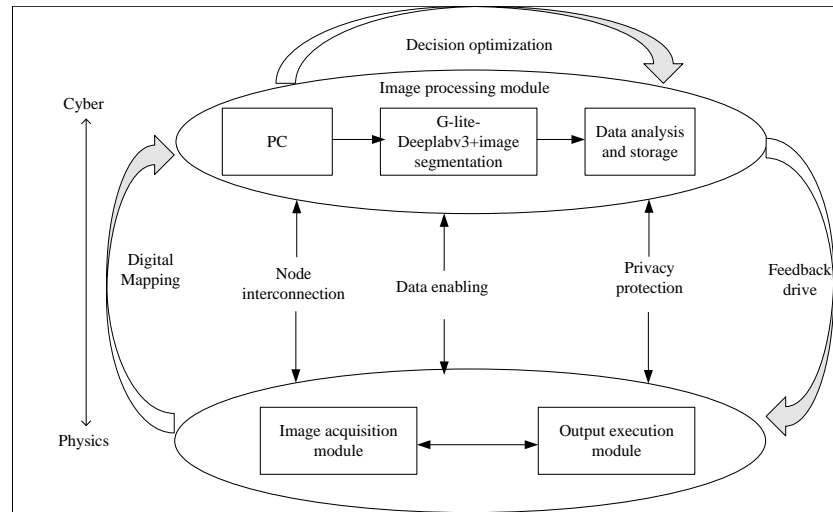 Decision optimization
Image processing module
Cyber
PC
G-lite-
Deeplabv3+image
segmentation
Data analysis
and storage
Digital
Mapping
Node
interconnection
Data enabling
Privacy
protection
Feedback
drive
Physics
Image acquisition
module
Output execution
module